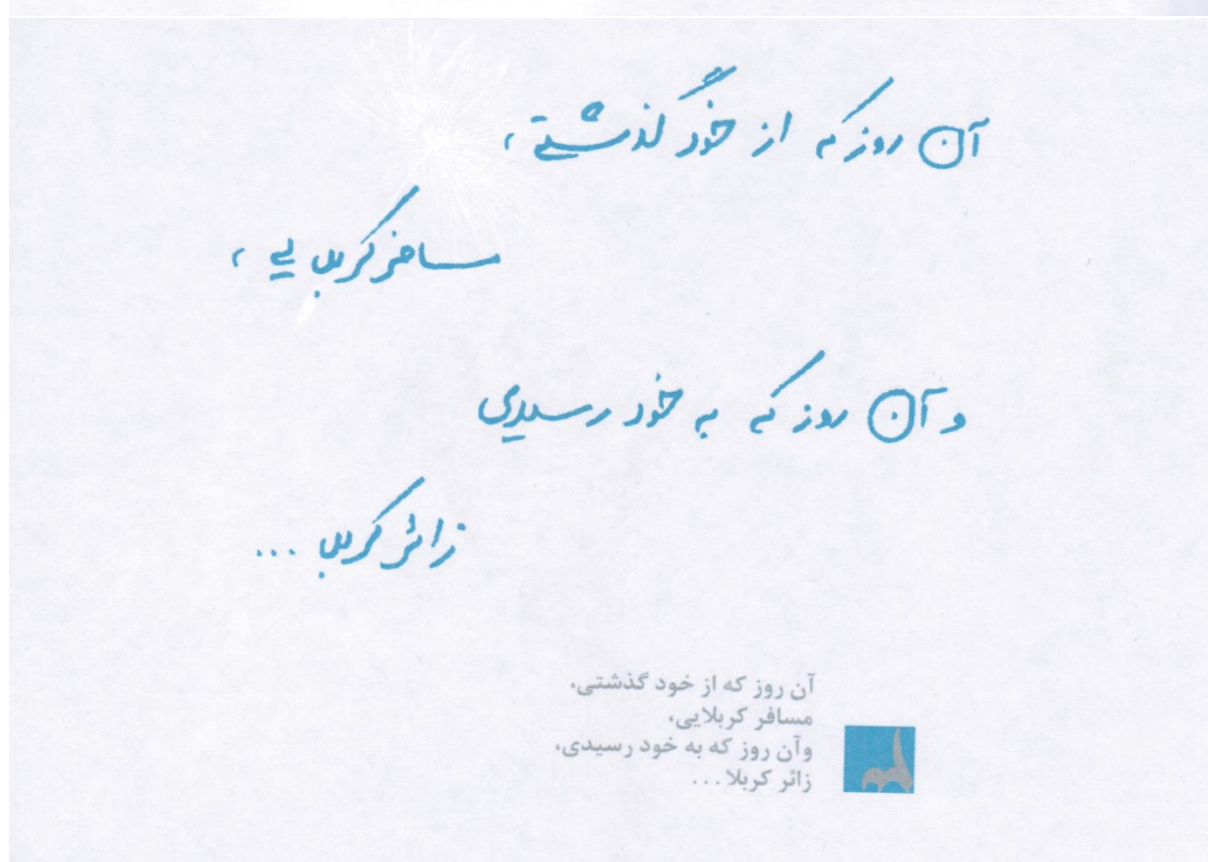 آن روز که از خود گذشتی،
مسافر کربلایی،
و آن روز که به خود رسیدی
زائر کربلا ...
آن روز که از خود گذشتی،
مسافر کربلایی،
وآن روز که به خود رسیدی،
زائر کربلا...